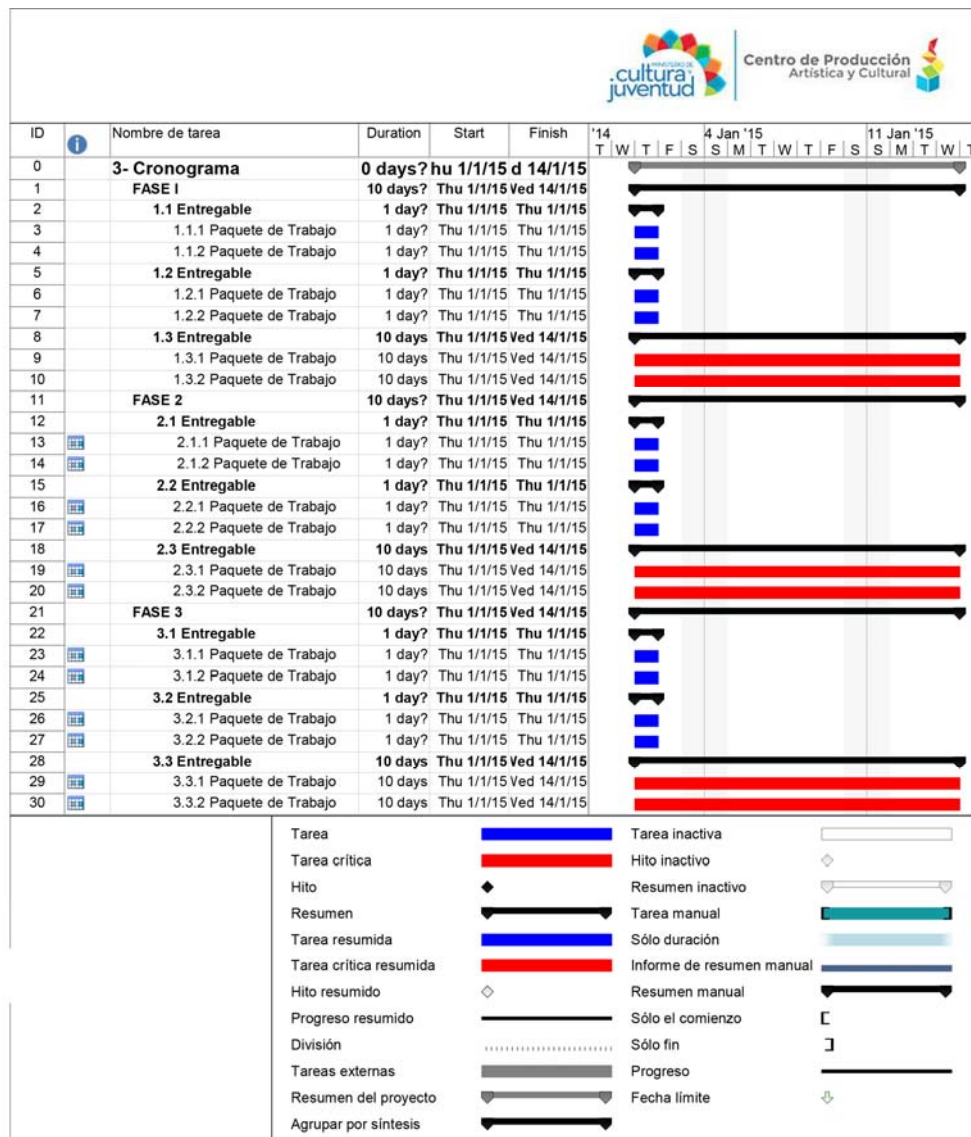 MINISTERIO DE
cultura y
juventud
Centro de Producción
Artística y Cultural
ID Nombre de tarea Duration Start Finish '14 4 Jan '15 11 Jan '15
T W T F S S M T W T F S S M T W T
0 3- Cronograma 0 days? hu 1/1/15 d 14/1/15
1 FASE I 10 days? Thu 1/1/15 Wed 14/1/15
2 1.1 Entregable 1 day? Thu 1/1/15 Thu 1/1/15
3 1.1.1 Paquete de Trabajo 1 day? Thu 1/1/15 Thu 1/1/15
4 1.1.2 Paquete de Trabajo 1 day? Thu 1/1/15 Thu 1/1/15
5 1.2 Entregable 1 day? Thu 1/1/15 Thu 1/1/15
6 1.2.1 Paquete de Trabajo 1 day? Thu 1/1/15 Thu 1/1/15
7 1.2.2 Paquete de Trabajo 1 day? Thu 1/1/15 Thu 1/1/15
8 1.3 Entregable 10 days Thu 1/1/15 Wed 14/1/15
9 1.3.1 Paquete de Trabajo 10 days Thu 1/1/15 Wed 14/1/15
10 1.3.2 Paquete de Trabajo 10 days Thu 1/1/15 Wed 14/1/15
11 FASE 2 10 days? Thu 1/1/15 Wed 14/1/15
12 2.1 Entregable 1 day? Thu 1/1/15 Thu 1/1/15
13 2.1.1 Paquete de Trabajo 1 day? Thu 1/1/15 Thu 1/1/15
14 2.1.2 Paquete de Trabajo 1 day? Thu 1/1/15 Thu 1/1/15
15 2.2 Entregable 1 day? Thu 1/1/15 Thu 1/1/15
16 2.2.1 Paquete de Trabajo 1 day? Thu 1/1/15 Thu 1/1/15
17 2.2.2 Paquete de Trabajo 1 day? Thu 1/1/15 Thu 1/1/15
18 2.3 Entregable 10 days Thu 1/1/15 Wed 14/1/15
19 2.3.1 Paquete de Trabajo 10 days Thu 1/1/15 Wed 14/1/15
20 2.3.2 Paquete de Trabajo 10 days Thu 1/1/15 Wed 14/1/15
21 FASE 3 10 days? Thu 1/1/15 Wed 14/1/15
22 3.1 Entregable 1 day? Thu 1/1/15 Thu 1/1/15
23 3.1.1 Paquete de Trabajo 1 day? Thu 1/1/15 Thu 1/1/15
24 3.1.2 Paquete de Trabajo 1 day? Thu 1/1/15 Thu 1/1/15
25 3.2 Entregable 1 day? Thu 1/1/15 Thu 1/1/15
26 3.2.1 Paquete de Trabajo 1 day? Thu 1/1/15 Thu 1/1/15
27 3.2.2 Paquete de Trabajo 1 day? Thu 1/1/15 Thu 1/1/15
28 3.3 Entregable 10 days Thu 1/1/15 Wed 14/1/15
29 3.3.1 Paquete de Trabajo 10 days Thu 1/1/15 Wed 14/1/15
30 3.3.2 Paquete de Trabajo 10 days Thu 1/1/15 Wed 14/1/15
Tarea Tarea inactiva
Tarea crítica Hito inactivo
Hito Resumen inactivo
Resumen Tarea manual
Tarea resumida Sólo duración
Tarea crítica resumida Informe de resumen manual
Hito resumido Resumen manual
Progreso resumido Sólo el comienzo
División Sólo fin
Tareas externas Progreso
Resumen del proyecto Fecha límite
Agrupar por síntesis